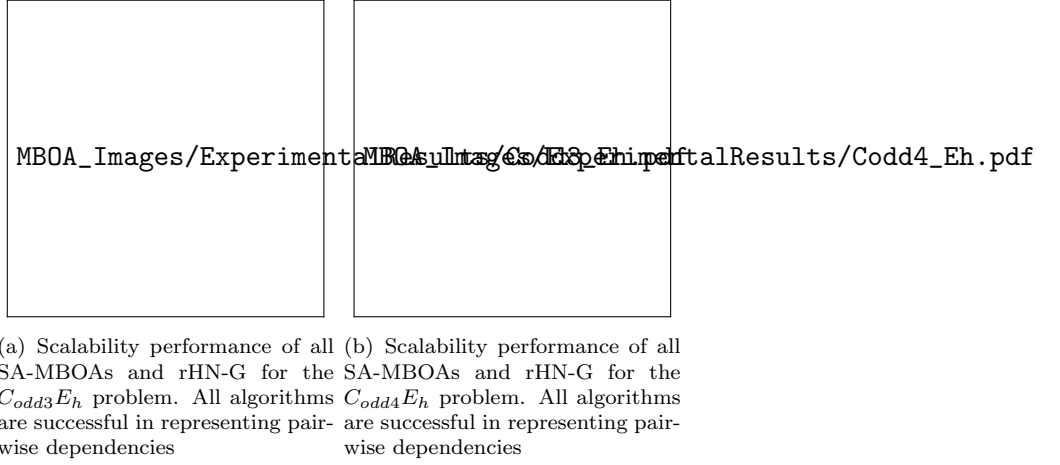 MBOA_Images/ExperimentalResults/Codd3_Eh.pdf
MBOA_Images/ExperimentalResults/Codd4_Eh.pdf
(a) Scalability performance of all
SA-MBOAs and rHN-G for the
C_{odd3}E_h problem. All algorithms
are successful in representing pair-
wise dependencies
(b) Scalability performance of all
SA-MBOAs and rHN-G for the
C_{odd4}E_h problem. All algorithms
are successful in representing pair-
wise dependencies